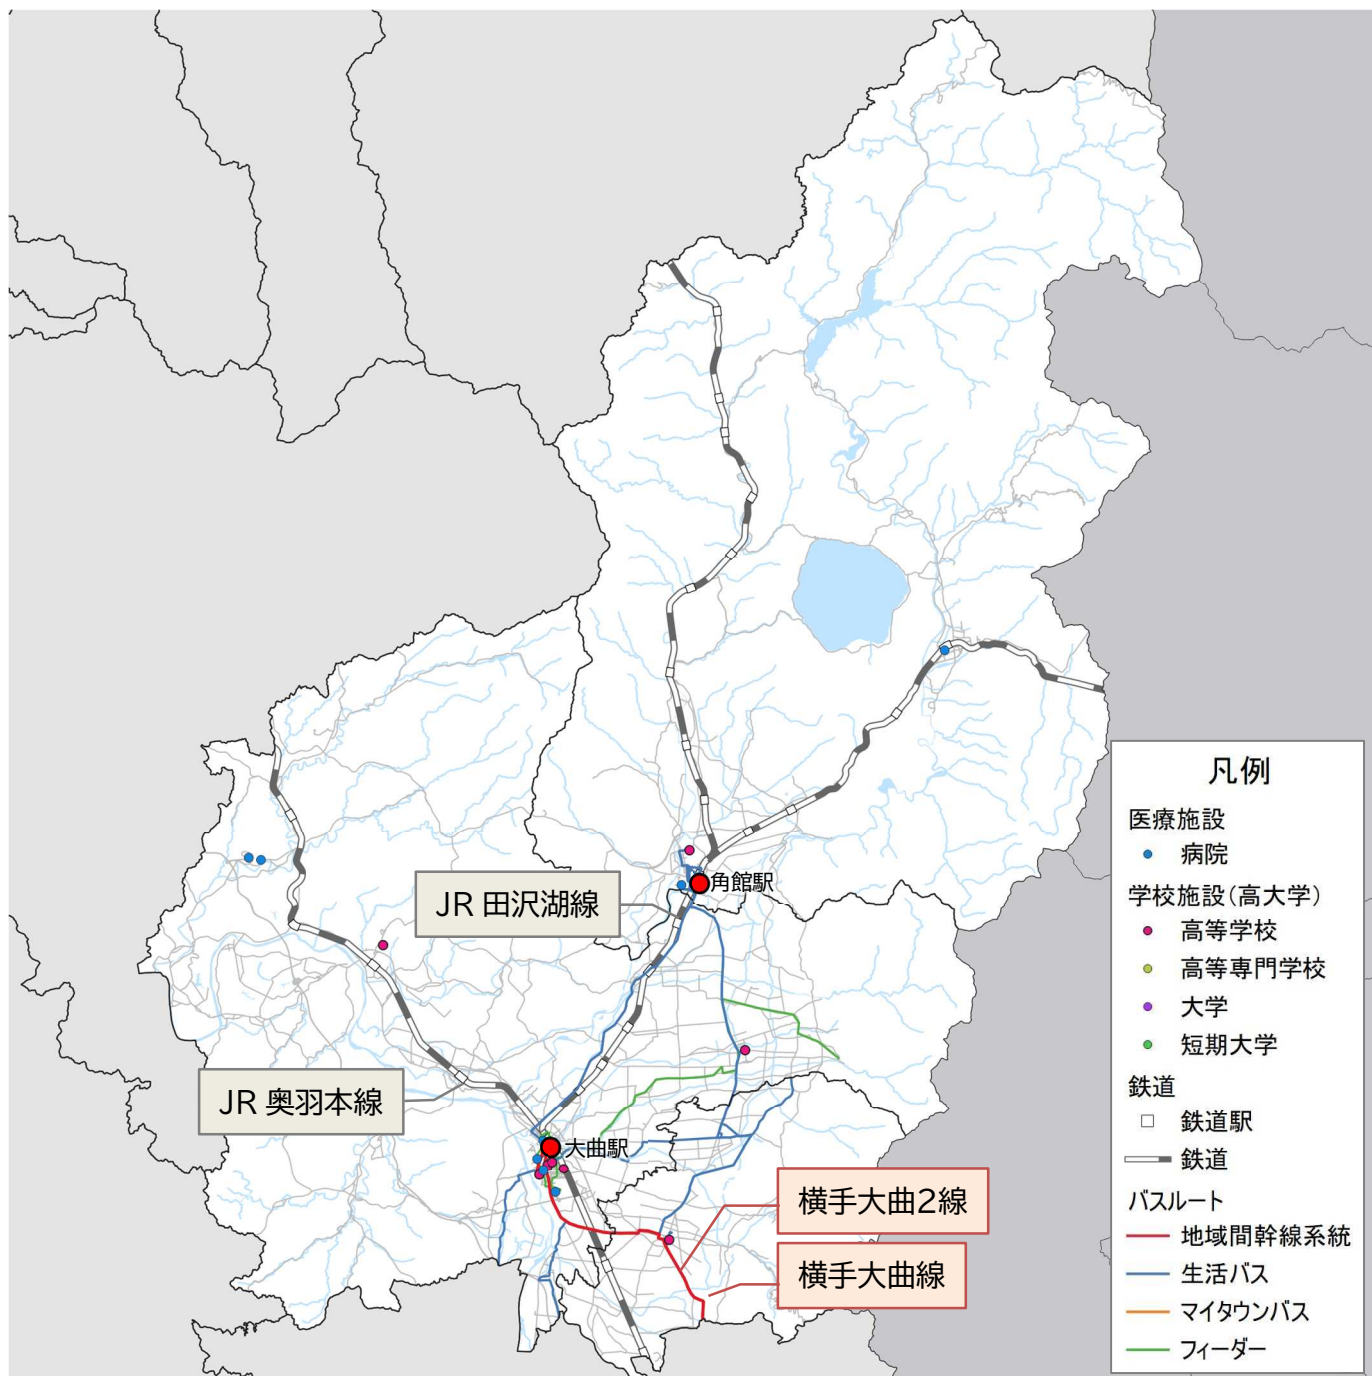 角館駅
JR 田沢湖線
JR 奥羽本線
大曲駅
横手大曲2線
横手大曲線
凡例
医療施設
病院
学校施設(高大学)
高等学校
高等専門学校
大学
短期大学
鉄道
鉄道駅
鉄道
バスルート
地域間幹線系統
生活バス
マイタウンバス
フィーダー